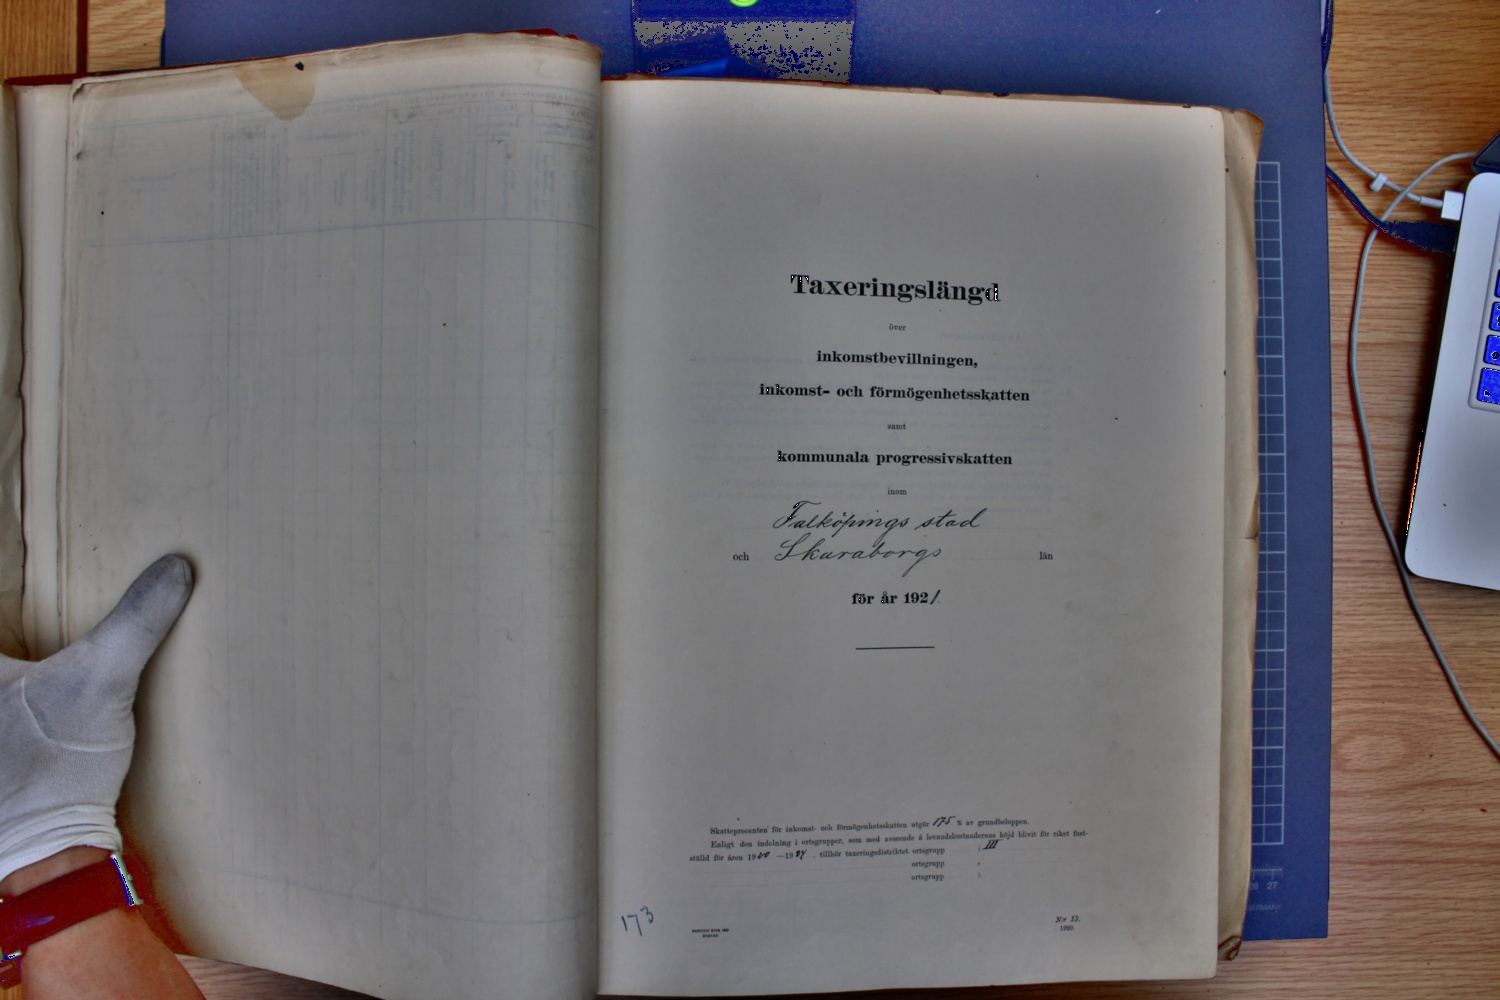 Taxeringslängd
över
inkomstbevillningen,
inkomst- och förmögenhetsskatten
samt
kommunala progressivskatten
inom
Falköpings stad
och Skaraborgs län
för år 1921
Skatteprocenten för inkomst- och förmögenhetsskatten utgör 175 % av grundbeloppen.
Enligt den indelning i ortsgrupper, som med avseende å levnadskostnadernas höjd blivit för riket fast-
ställd för åren 1920—1924, tillhör taxeringsdistriktet ortsgrupp III
ortsgrupp
ortsgrupp
173
N:r 13.
1920.
26 27